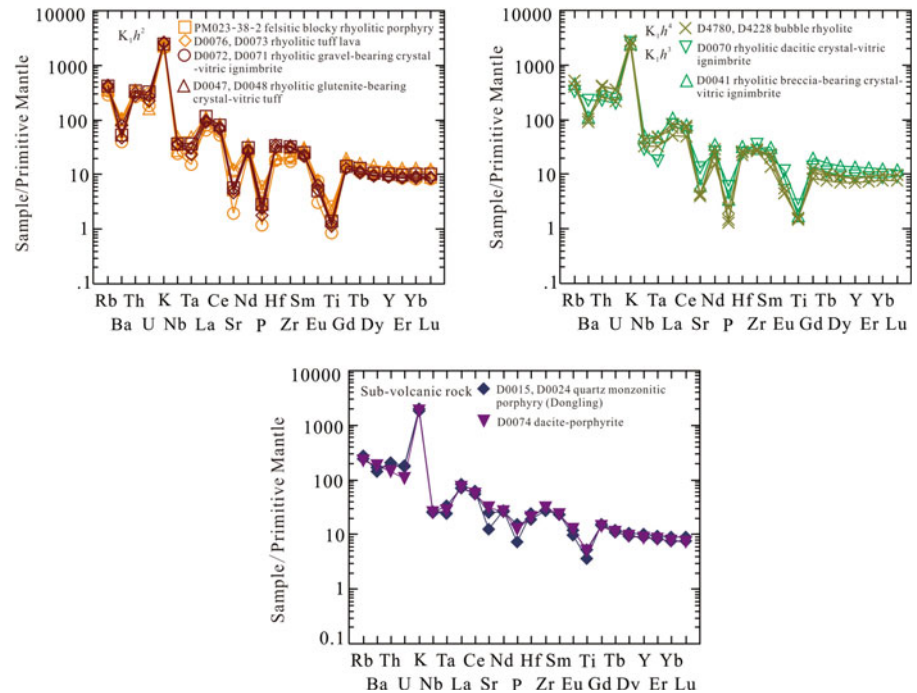 K₁h²
PM023-38-2 felsitic blocky rhyolitic porphyry
D0076, D0073 rhyolitic tuff lava
D0072, D0071 rhyolitic gravel-bearing crystal
-vitric ignimbrite
D0047, D0048 rhyolitic glutenite-bearing
crystal-vitric tuff
Sample/Primitive Mantle
10000
1000
100
10
1
.1
Rb Th K Ta Ce Nd Hf Sm Ti Tb Y Yb
Ba U Nb La Sr P Zr Eu Gd Dy Er Lu
K₁h⁴
K₁h³
D4780, D4228 bubble rhyolite
D0070 rhyolitic dacitic crystal-vitric
ignimbrite
D0041 rhyolitic breccia-bearing crystal-
vitric ignimbrite
Sample/Primitive Mantle
10000
1000
100
10
1
.1
Rb Th K Ta Ce Nd Hf Sm Ti Tb Y Yb
Ba U Nb La Sr P Zr Eu Gd Dy Er Lu
Sub-volcanic rock
D0015, D0024 quartz monzonitic
porphyry (Dongling)
D0074 dacite-porphyrite
Sample/Primitive Mantle
10000
1000
100
10
1
0.1
Rb Th K Ta Ce Nd Hf Sm Ti Tb Y Yb
Ba U Nb La Sr P Zr Eu Gd Dy Er Lu